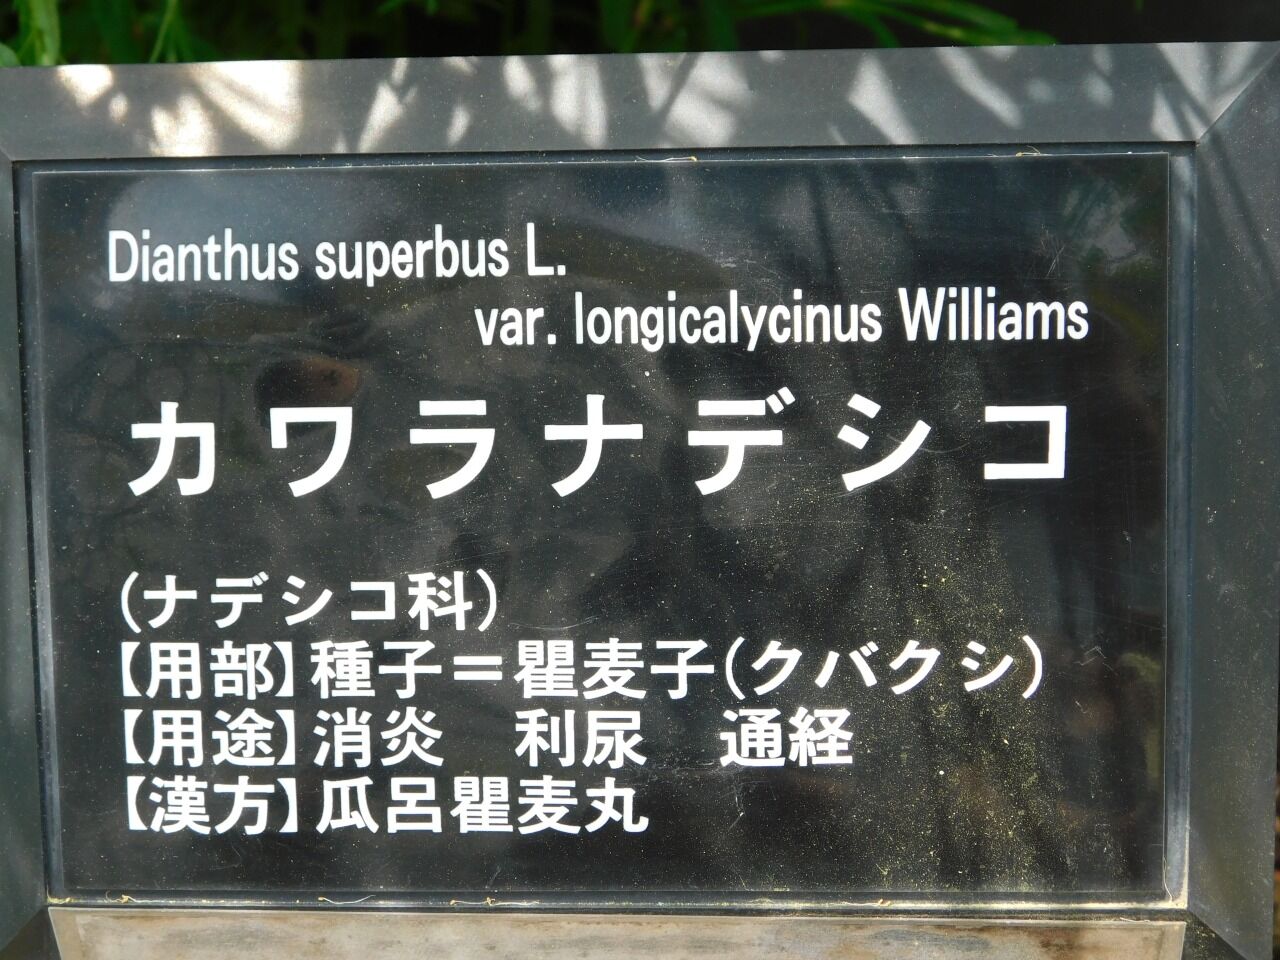 Dianthus superbus L.
var. longicalycinus Williams
カワラナデシコ
(ナデシコ科)
【用部】種子＝瞿麦子(クバクシ)
【用途】消炎　利尿　通経
【漢方】瓜呂瞿麦丸